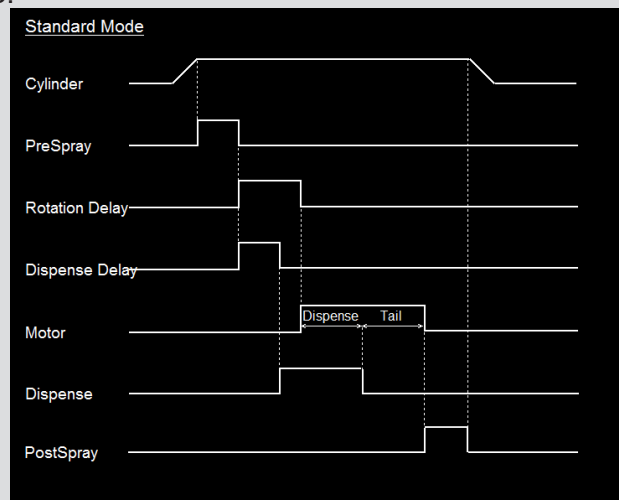 Standard Mode
Cylinder
PreSpray
Rotation Delay
Dispense Delay
Dispense Tail
Motor
Dispense
PostSpray